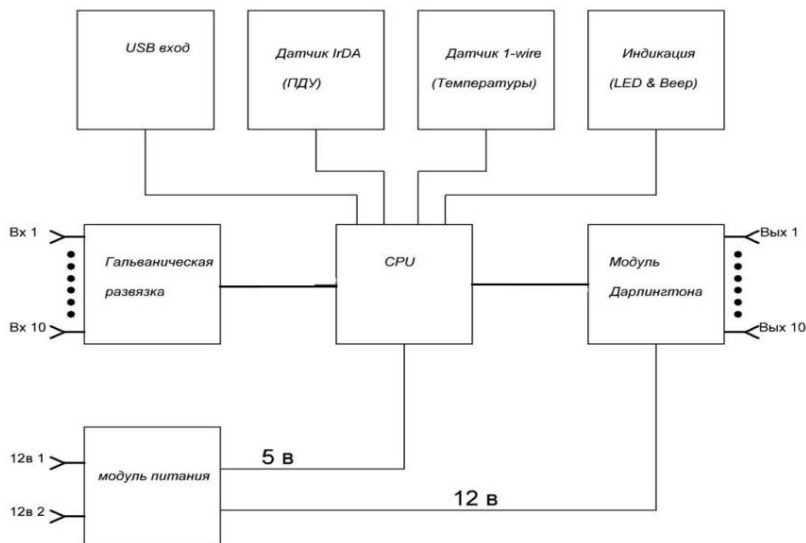 USB вход
Датчик IrDA
(ПДУ)
Датчик 1-wire
(Температуры)
Индикация
(LED & Beep)
Вх 1
Гальваническая
развязка
Вх 10
CPU
Модуль
Дарлингтона
Вых 1
Вых 10
12в 1
модуль питания
12в 2
5 в
12 в